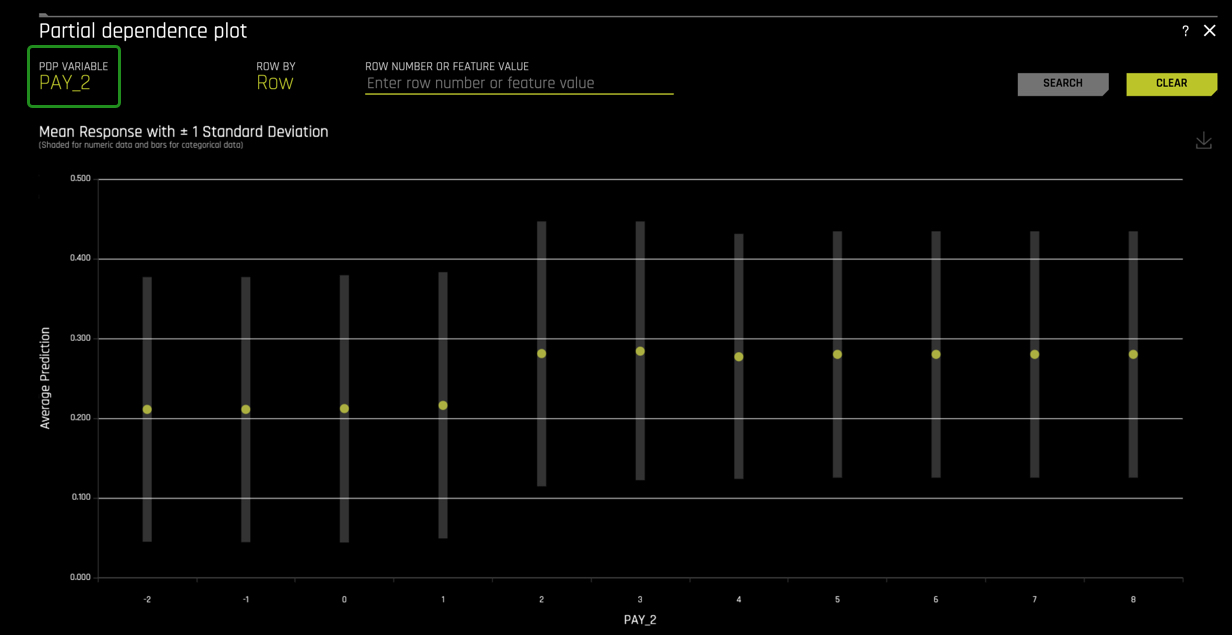 Partial dependence plot
?
PDP VARIABLE
PAY_2
ROW BY
Row
ROW NUMBER OR FEATURE VALUE
Enter row number or feature value
SEARCH
CLEAR
Mean Response with ± 1 Standard Deviation
(Shaded for numeric data and bars for categorical data)
0.500
0.400
0.300
0.200
0.100
0.000
Average Prediction
-2 -1 0 1 2 3 4 5 6 7 8
PAY_2